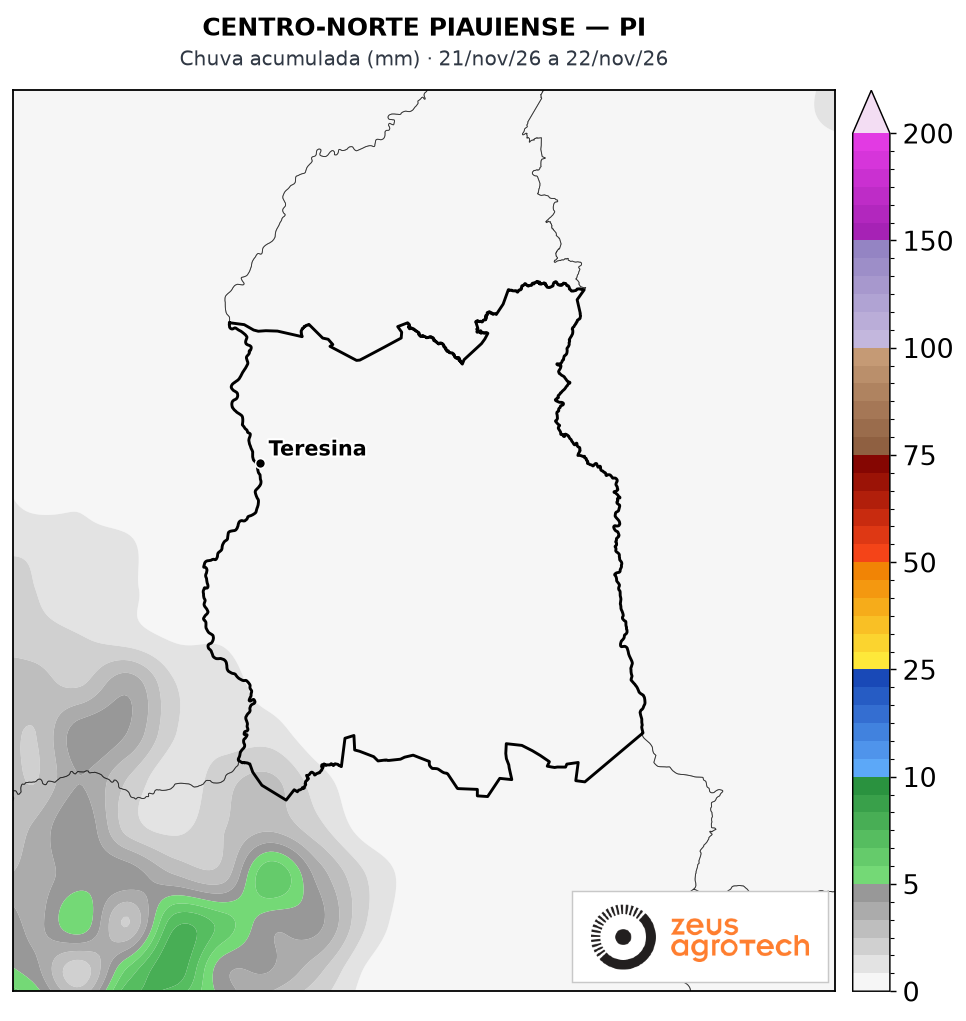 CENTRO-NORTE PIAUIENSE — PI
Chuva acumulada (mm) · 21/nov/26 a 22/nov/26
200
150
100
75
50
25
10
5
0
Teresina
zeus
agrotech